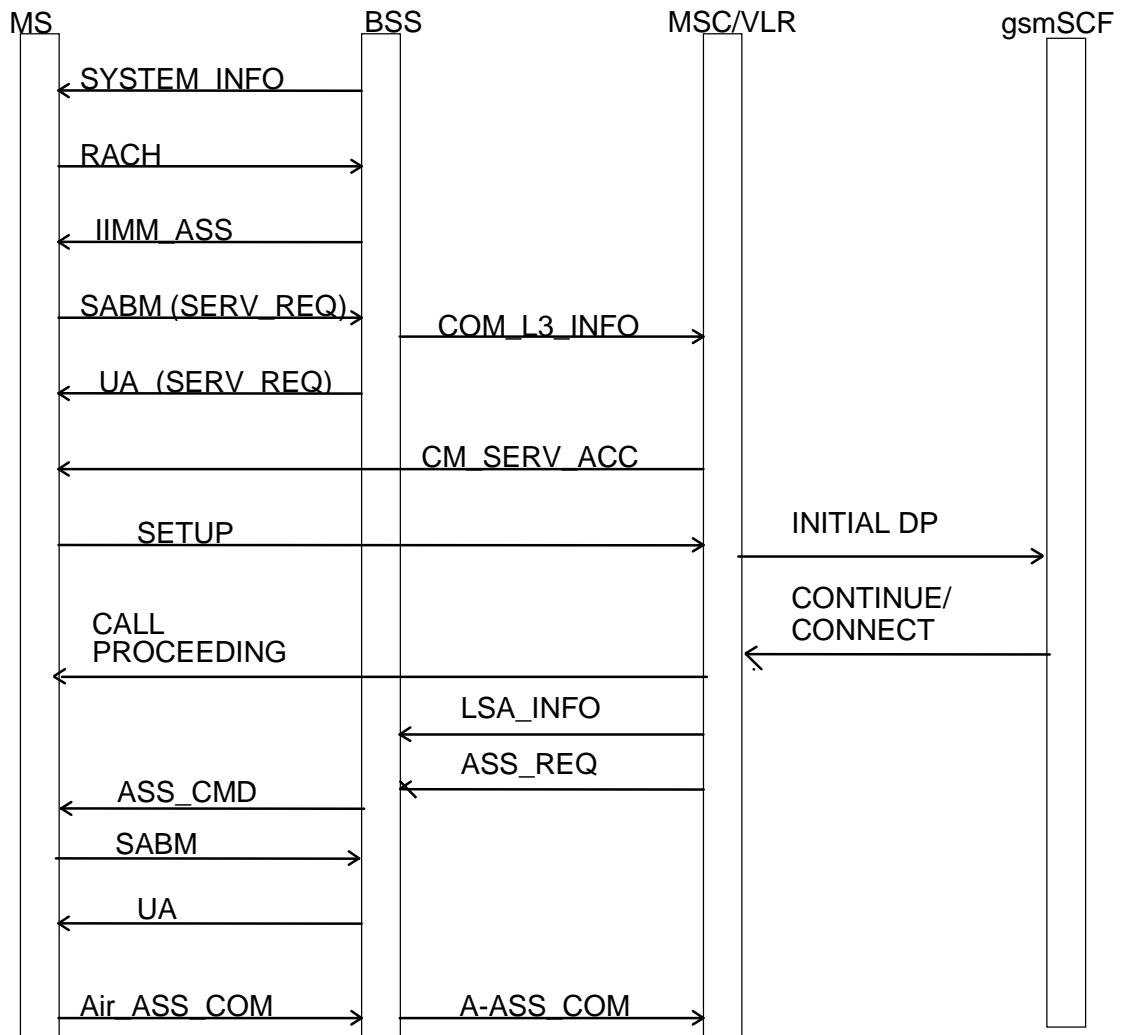 MS BSS MSC/VLR gsmSCF
SYSTEM_INFO
RACH
IIMM_ASS
SABM (SERV_REQ)
COM_L3_INFO
UA (SERV_REQ)
CM_SERV_ACC
SETUP
INITIAL DP
CONTINUE/
CONNECT
CALL
PROCEEDING
LSA_INFO
ASS_REQ
ASS_CMD
SABM
UA
Air_ASS_COM A-ASS_COM